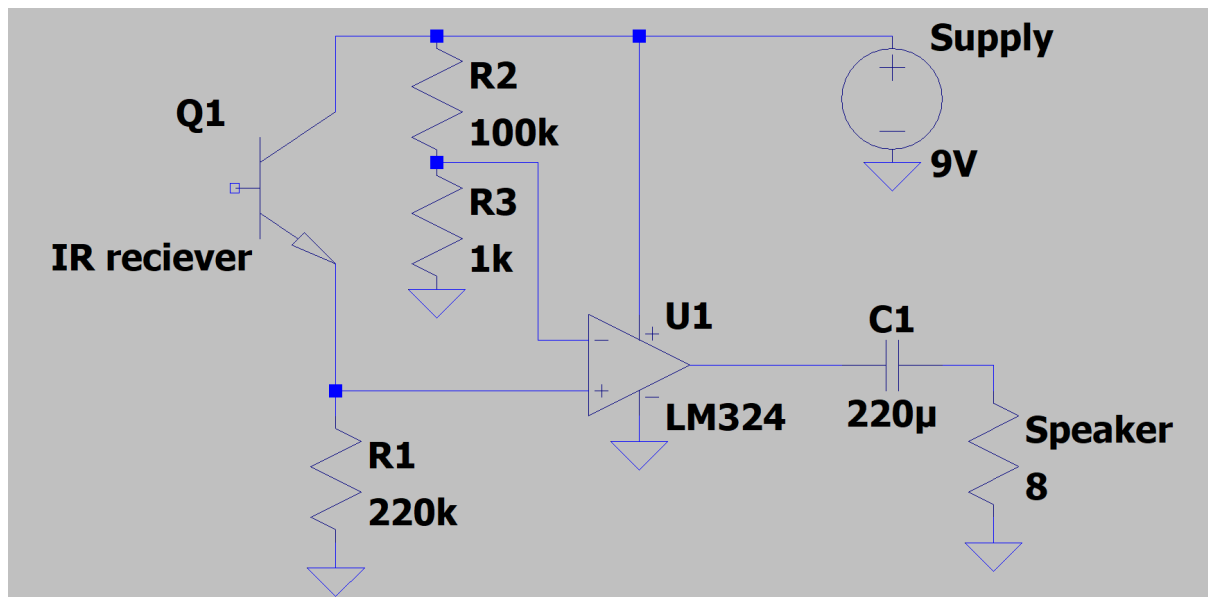 Supply
9V
R2
100k
Q1
IR reciever
R3
1k
U1
LM324
C1
220µ
R1
220k
Speaker
8